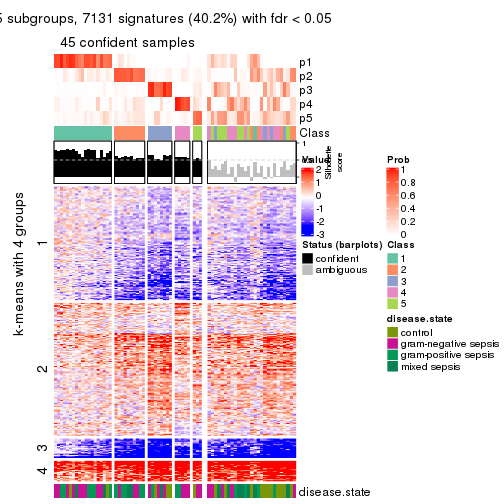 5 subgroups, 7131 signatures (40.2%) with fdr < 0.05
45 confident samples
p1
p2
p3
p4
p5
Class
1
Silhouette
score
k-means with 4 groups
1
2
3
4
disease.state
Value
2
1
0
-1
-2
-3
Prob
1
0.8
0.6
0.4
0.2
0
Status (barplots)
confident
ambiguous
Class
1
2
3
4
5
disease.state
control
gram-negative sepsis
gram-positive sepsis
mixed sepsis